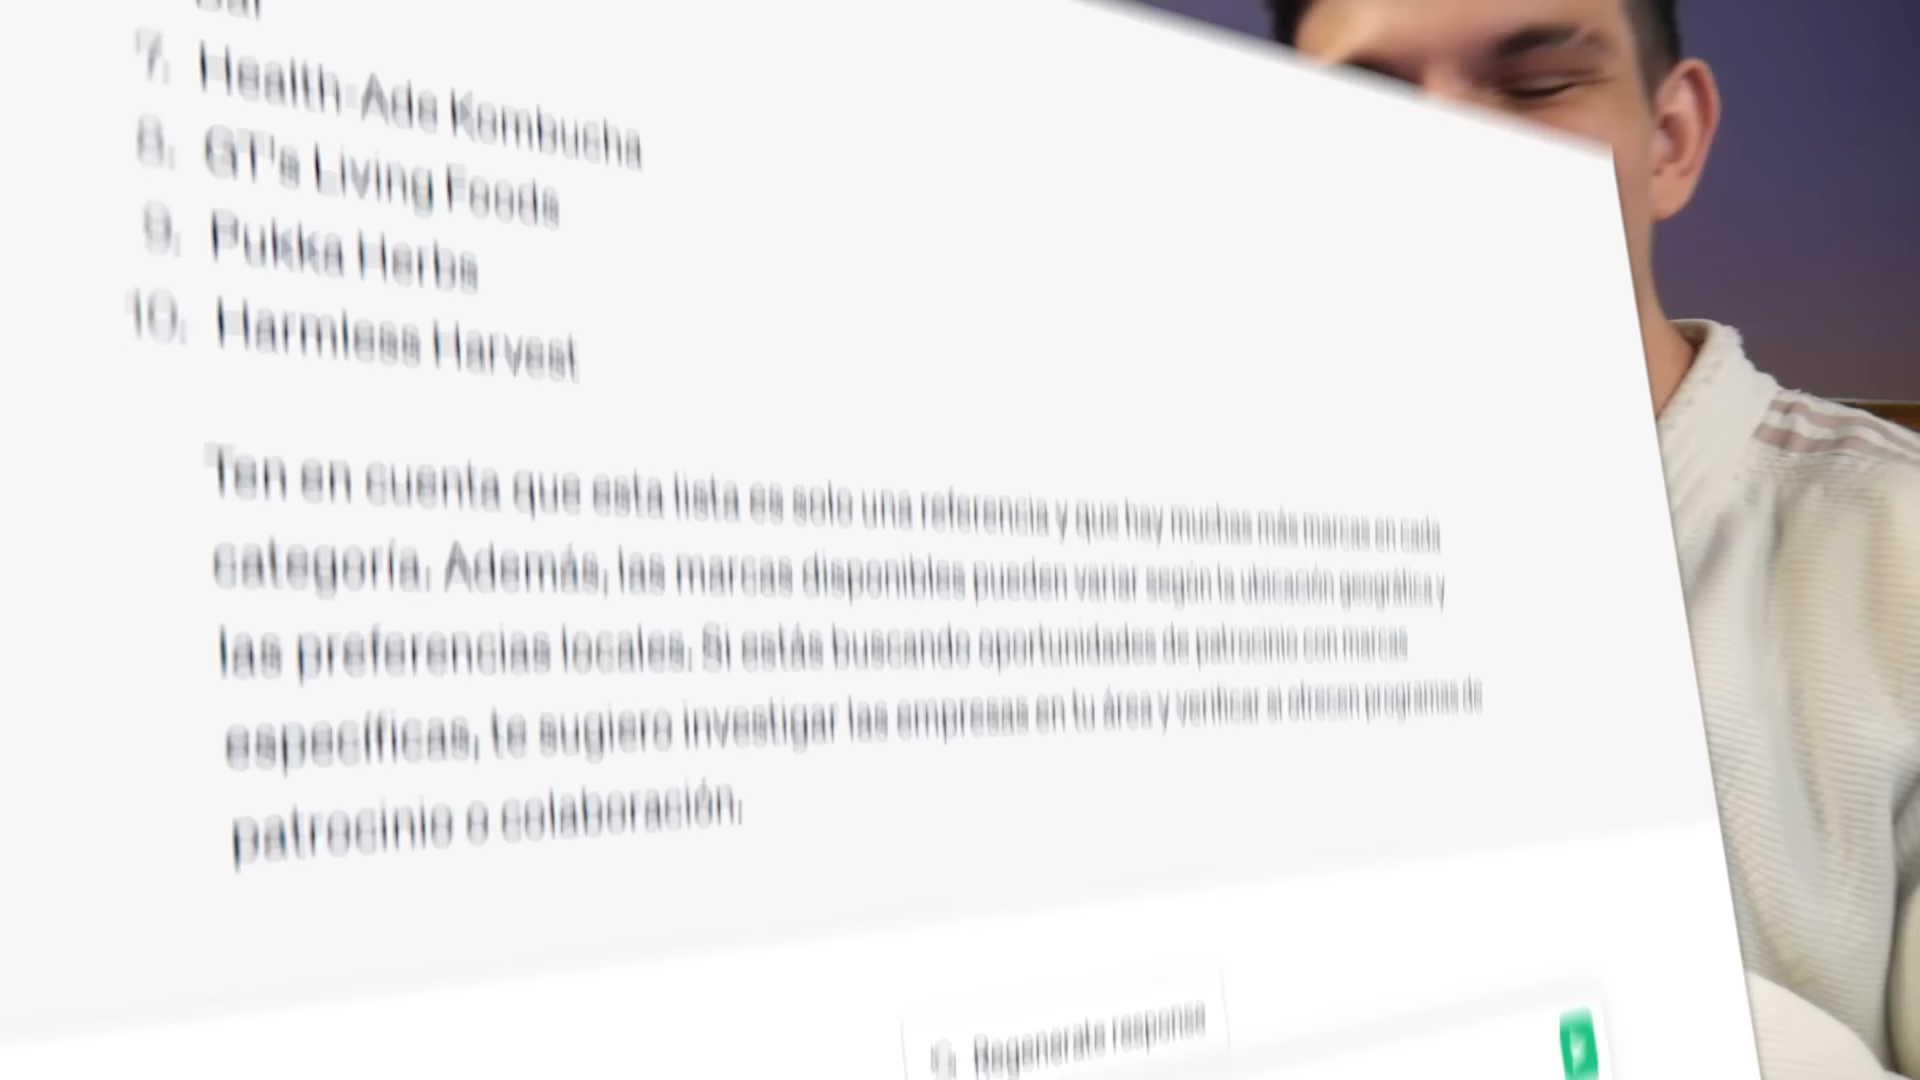 7. Health-Ade Kombucha
8. GT's Living Foods
9. Pukka Herbs
10. Harmless Harvest
Ten en cuenta que esta lista es solo una referencia y que hay muchas más marcas en cada
categoría. Además, las marcas disponibles pueden variar según la ubicación geográfica y
las preferencias locales. Si estás buscando oportunidades de patrocinio con marcas
específicas, te sugiero investigar las empresas en tu área y verificar si ofrecen programas de
patrocinio o colaboración.
Regenerate response